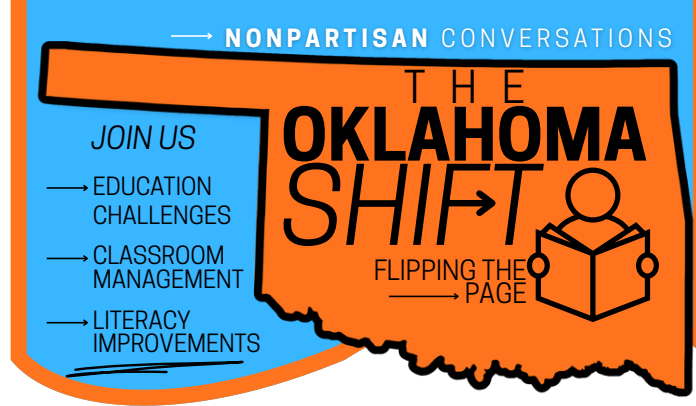 NONPARTISAN CONVERSATIONS
THE
OKLAHOMA
SHIFT
FLIPPING THE
PAGE
JOIN US
EDUCATION
CHALLENGES
CLASSROOM
MANAGEMENT
LITERACY
IMPROVEMENTS